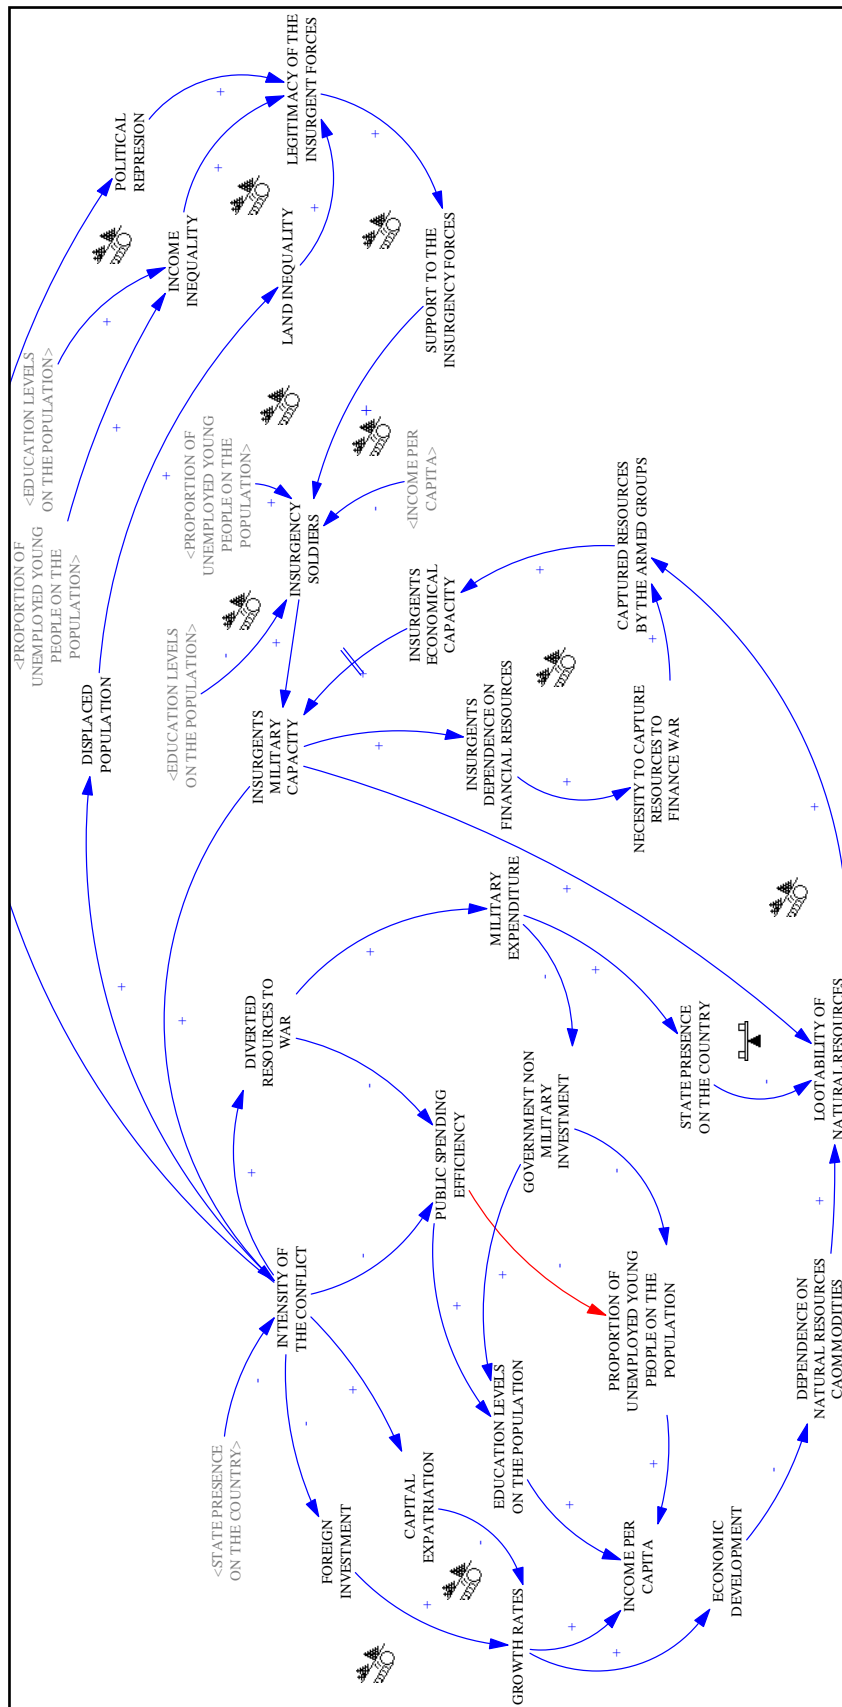 <STATE PRESENCE
ON THE COUNTRY>
DISPLACED
POPULATION
<PROPORTION OF
UNEMPLOYED YOUNG
PEOPLE ON THE
POPULATION>
<EDUCATION LEVELS
ON THE POPULATION>
POLITICAL
REPRESION
INCOME
INEQUALITY
<EDUCATION LEVELS
ON THE POPULATION>
<PROPORTION OF
UNEMPLOYED YOUNG
PEOPLE ON THE
POPULATION>
INTENSITY OF
THE CONFLICT
DIVERTED
RESOURCES TO
WAR
INSURGENTS
MILITARY
CAPACITY
INSURGENCY
SOLDIERS
LAND INEQUALITY
LEGITIMACY OF THE
INSURGENT FORCES
FOREIGN
INVESTMENT
CAPITAL
EXPATRIATION
PUBLIC SPENDING
EFFICIENCY
INSURGENTS
ECONOMICAL
CAPACITY
<INCOME PER
CAPITA>
SUPPORT TO THE
INSURGENCY FORCES
GROWTH RATES
EDUCATION LEVELS
ON THE POPULATION
GOVERNMENT NON
MILITARY
INVESTMENT
MILITARY
EXPENDITURE
INSURGENTS
DEPENDENCE ON
FINANCIAL RESOURCES
INCOME PER
CAPITA
PROPORTION OF
UNEMPLOYED YOUNG
PEOPLE ON THE
POPULATION
STATE PRESENCE
ON THE COUNTRY
NECESITY TO CAPTURE
RESOURCES TO
FINANCE WAR
CAPTURED RESOURCES
BY THE ARMED GROUPS
ECONOMIC
DEVELOPMENT
DEPENDENCE ON
NATURAL RESOURCES
CAOMMODITIES
LOOTABILITY OF
NATURAL RESOURCES